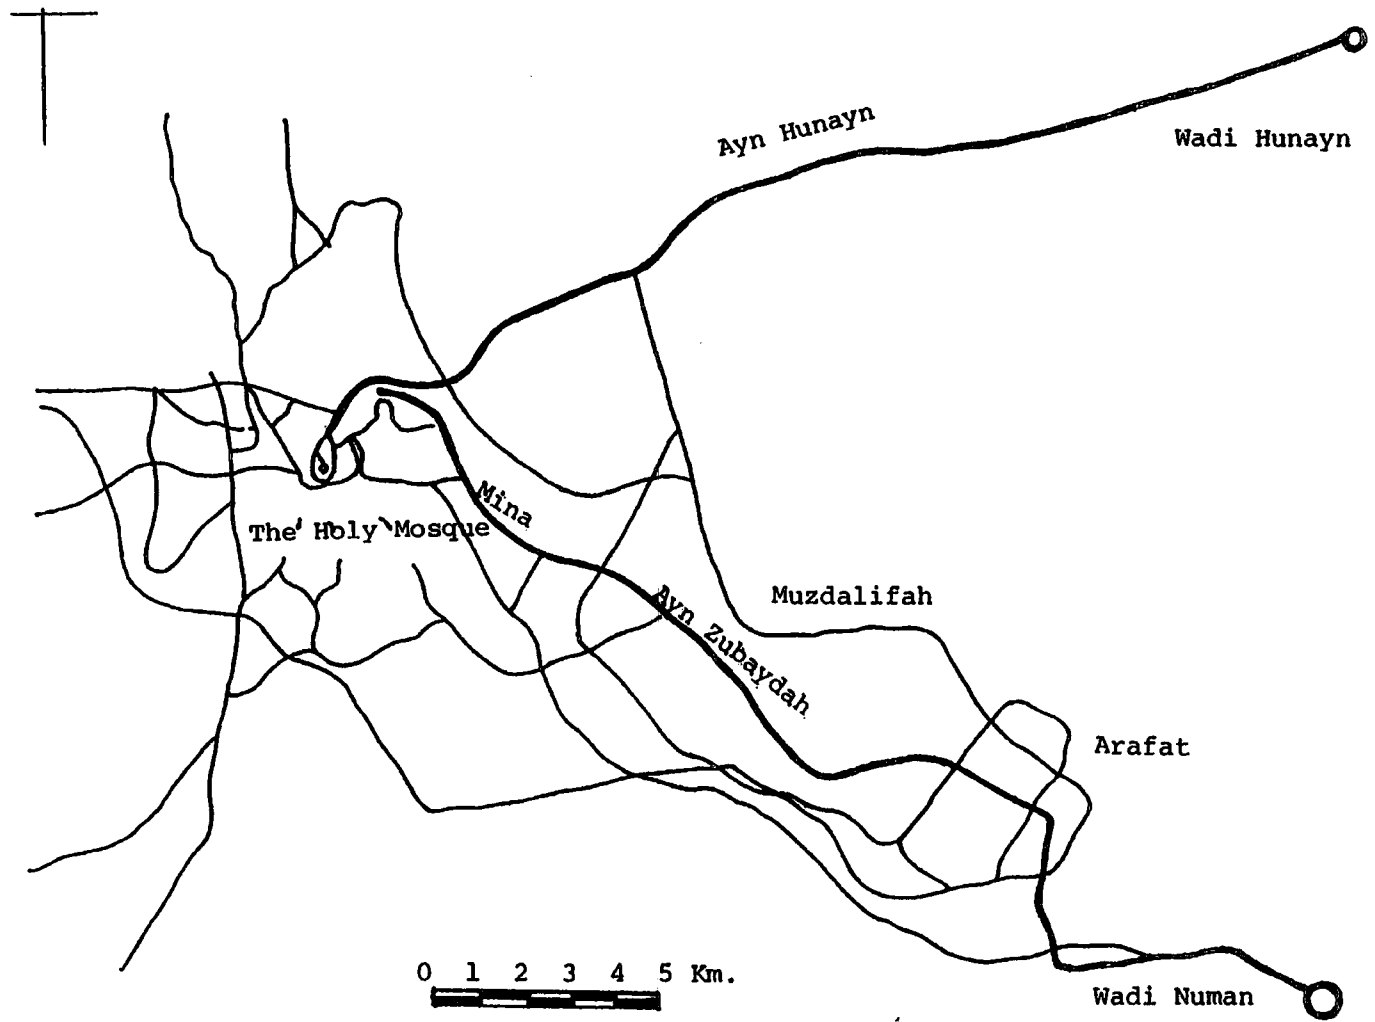 Ayn Hunayn
Wadi Hunayn
Mina
The Holy Mosque
Ayn Zubaydah
Muzdalifah
Arafat
0 1 2 3 4 5 Km.
Wadi Numan